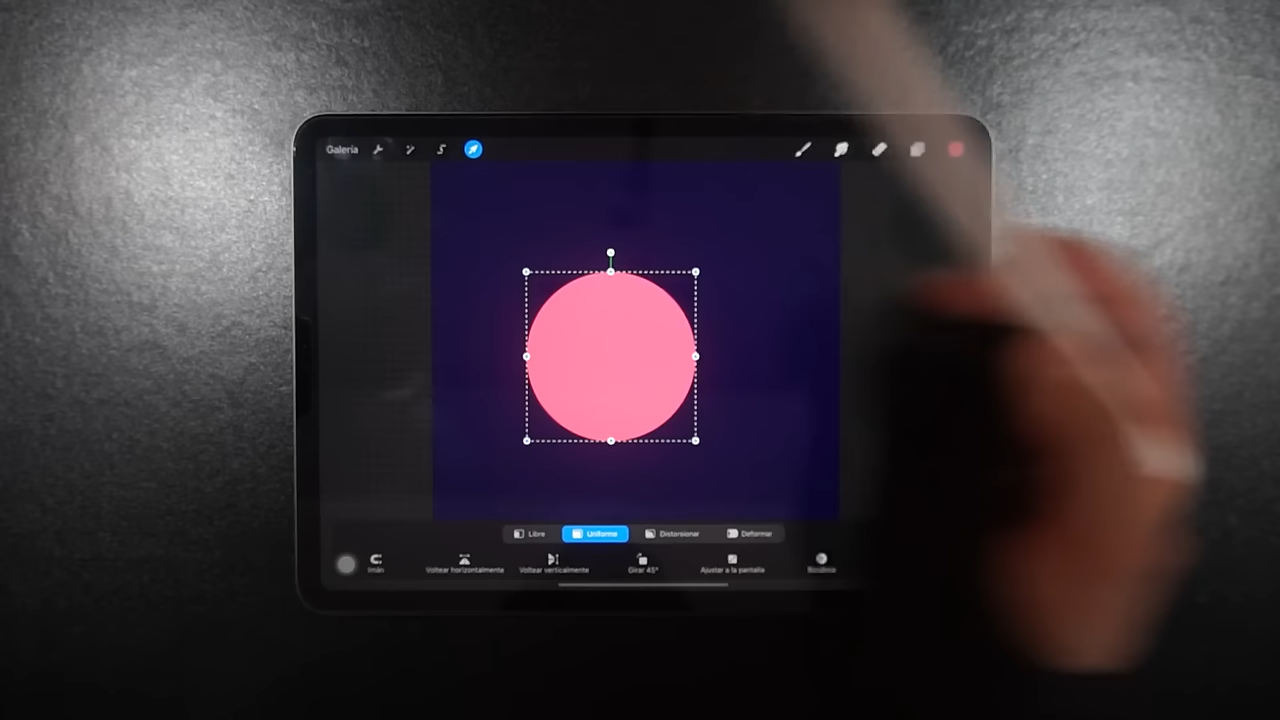 Galería
Libre
Uniforme
Distorsionar
Deformar
Imán
Voltear horizontalmente
Voltear verticalmente
Girar 45°
Ajustar a la pantalla